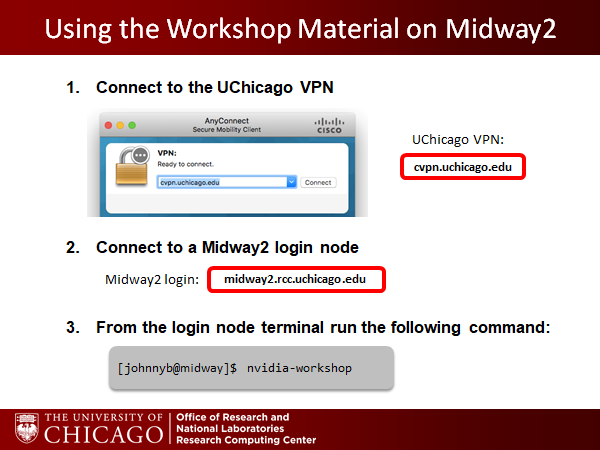 Using the Workshop Material on Midway2
1. Connect to the UChicago VPN
AnyConnect
Secure Mobility Client
CISCO
VPN:
Ready to connect.
cvpn.uchicago.edu
Connect
UChicago VPN:
cvpn.uchicago.edu
2. Connect to a Midway2 login node
Midway2 login:
midway2.rcc.uchicago.edu
3. From the login node terminal run the following command:
[johnnyb@midway]$ nvidia-workshop
THE UNIVERSITY OF
CHICAGO
Office of Research and
National Laboratories
Research Computing Center